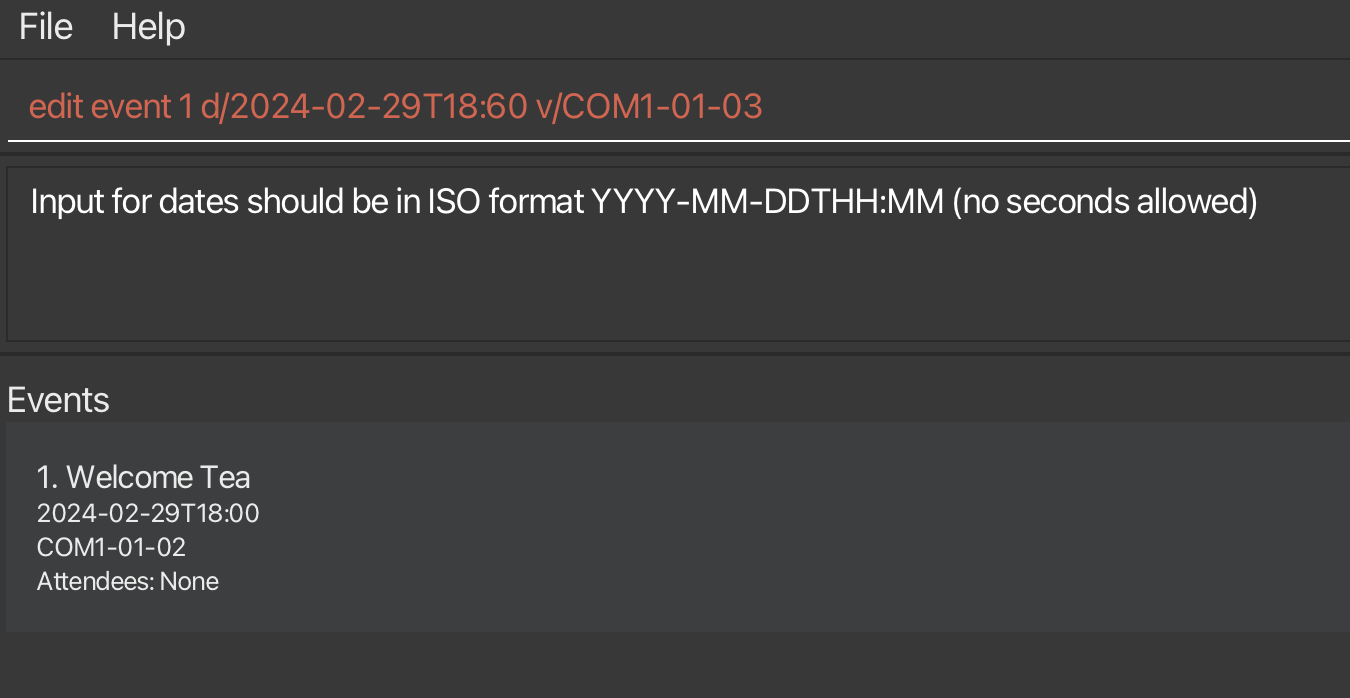 File Help
edit event 1 d/2024-02-29T18:60 v/COM1-01-03
Input for dates should be in ISO format YYYY-MM-DDTHH:MM (no seconds allowed)
Events
1. Welcome Tea
2024-02-29T18:00
COM1-01-02
Attendees: None